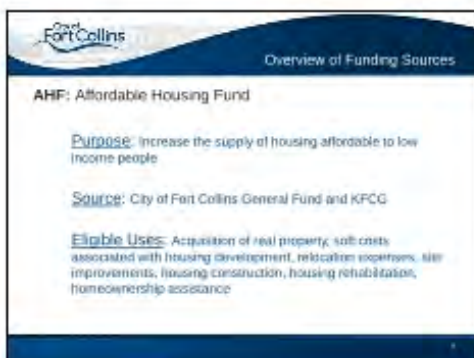 City of
Fort Collins
Overview of Funding Sources
AHF: Affordable Housing Fund
Purpose: Increase the supply of housing affordable to low
income people
Source: City of Fort Collins General Fund and KFCG
Eligible Uses: Acquisition of real property, soft costs
associated with housing development, relocation expenses, site
improvements, housing construction, housing rehabilitation,
homeownership assistance